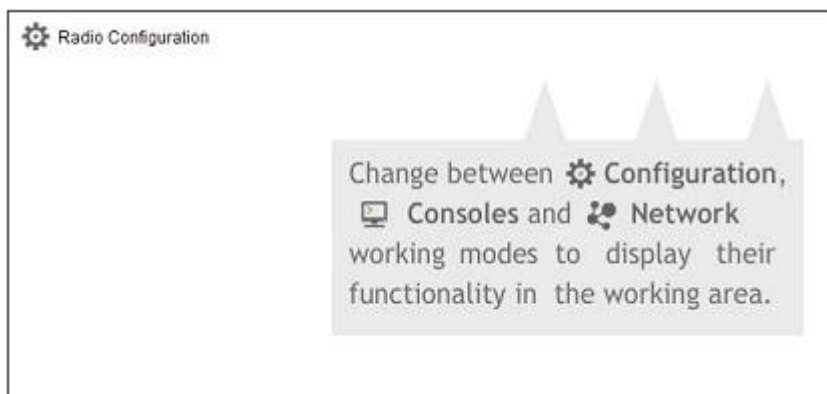 Radio Configuration
Change between Configuration,
Consoles and Network
working modes to display their
functionality in the working area.